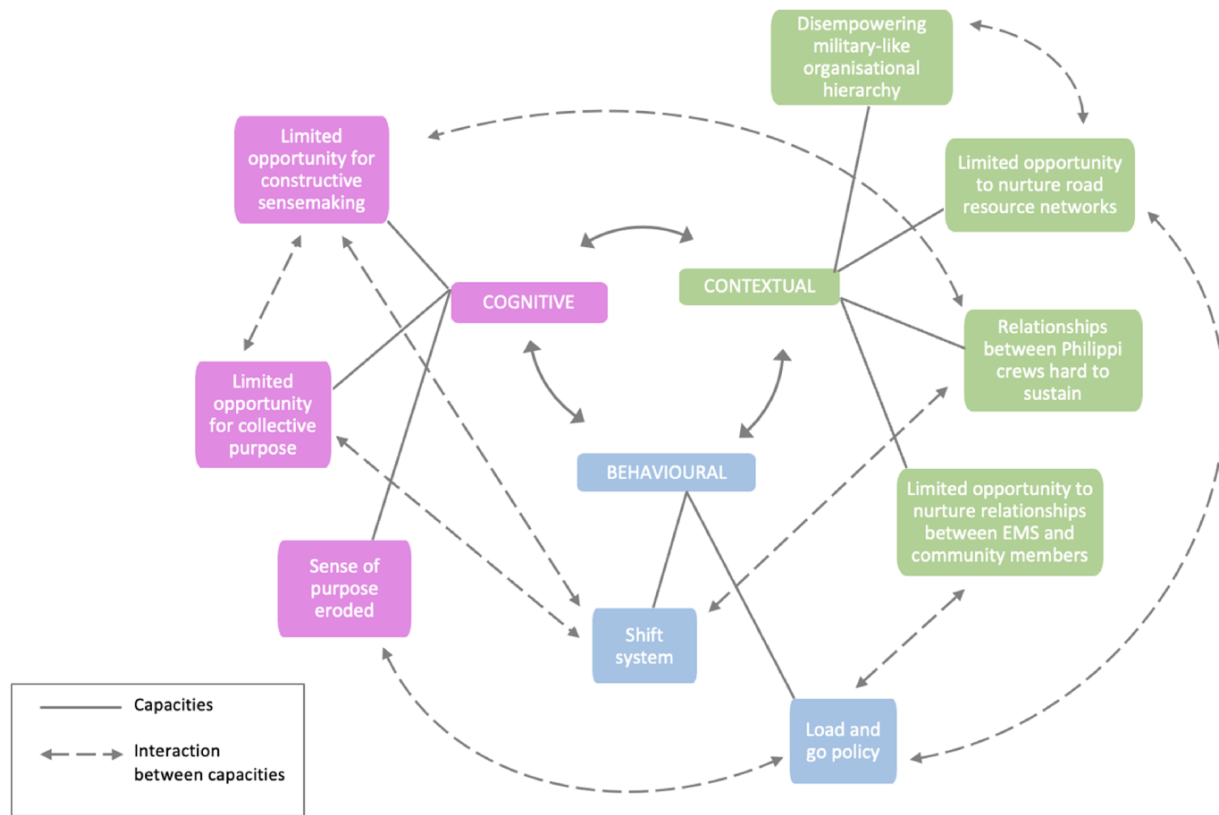 Disempowering
military-like
organisational
hierarchy
Limited
opportunity for
constructive
sensemaking
Limited opportunity
to nurture road
resource networks
COGNITIVE
CONTEXTUAL
Relationships
between Philippi
crews hard to
sustain
Limited
opportunity
for collective
purpose
BEHAVIOURAL
Limited opportunity to
nurture relationships
between EMS and
community members
Sense of
purpose
eroded
Shift
system
Load and
go policy
Capacities
Interaction
between capacities